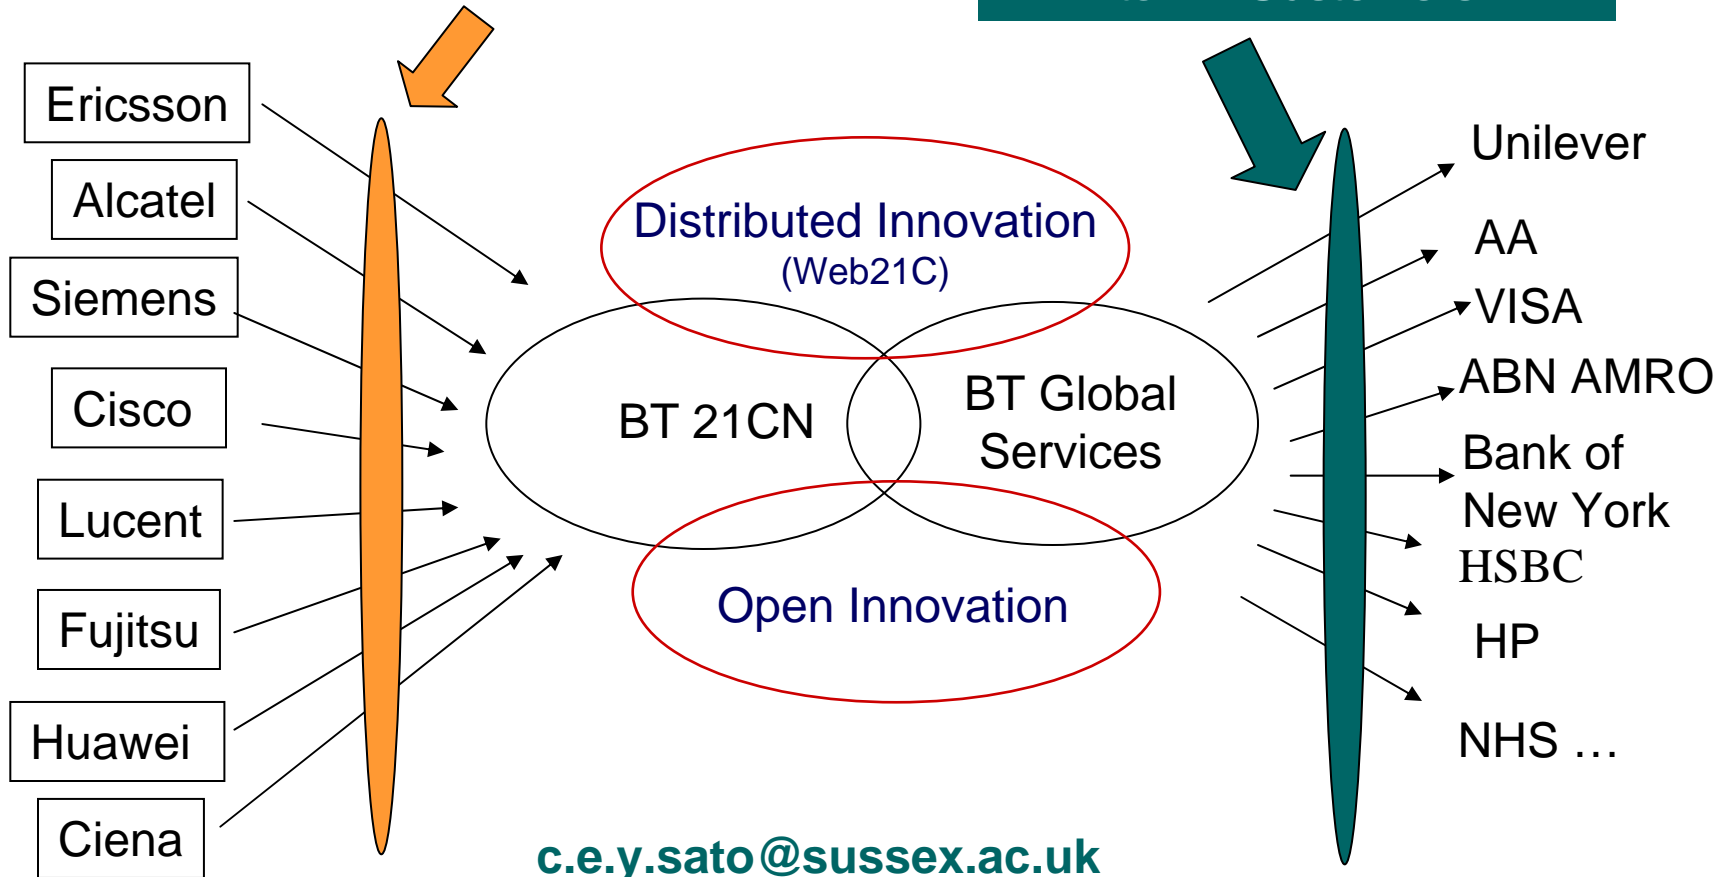 Ericsson
Alcatel
Siemens
Cisco
Lucent
Fujitsu
Huawei
Ciena
Distributed Innovation
(Web21C)
BT 21CN
BT Global
Services
Open Innovation
Unilever
AA
VISA
ABN AMRO
Bank of
New York
HSBC
HP
NHS …
c.e.y.sato@sussex.ac.uk